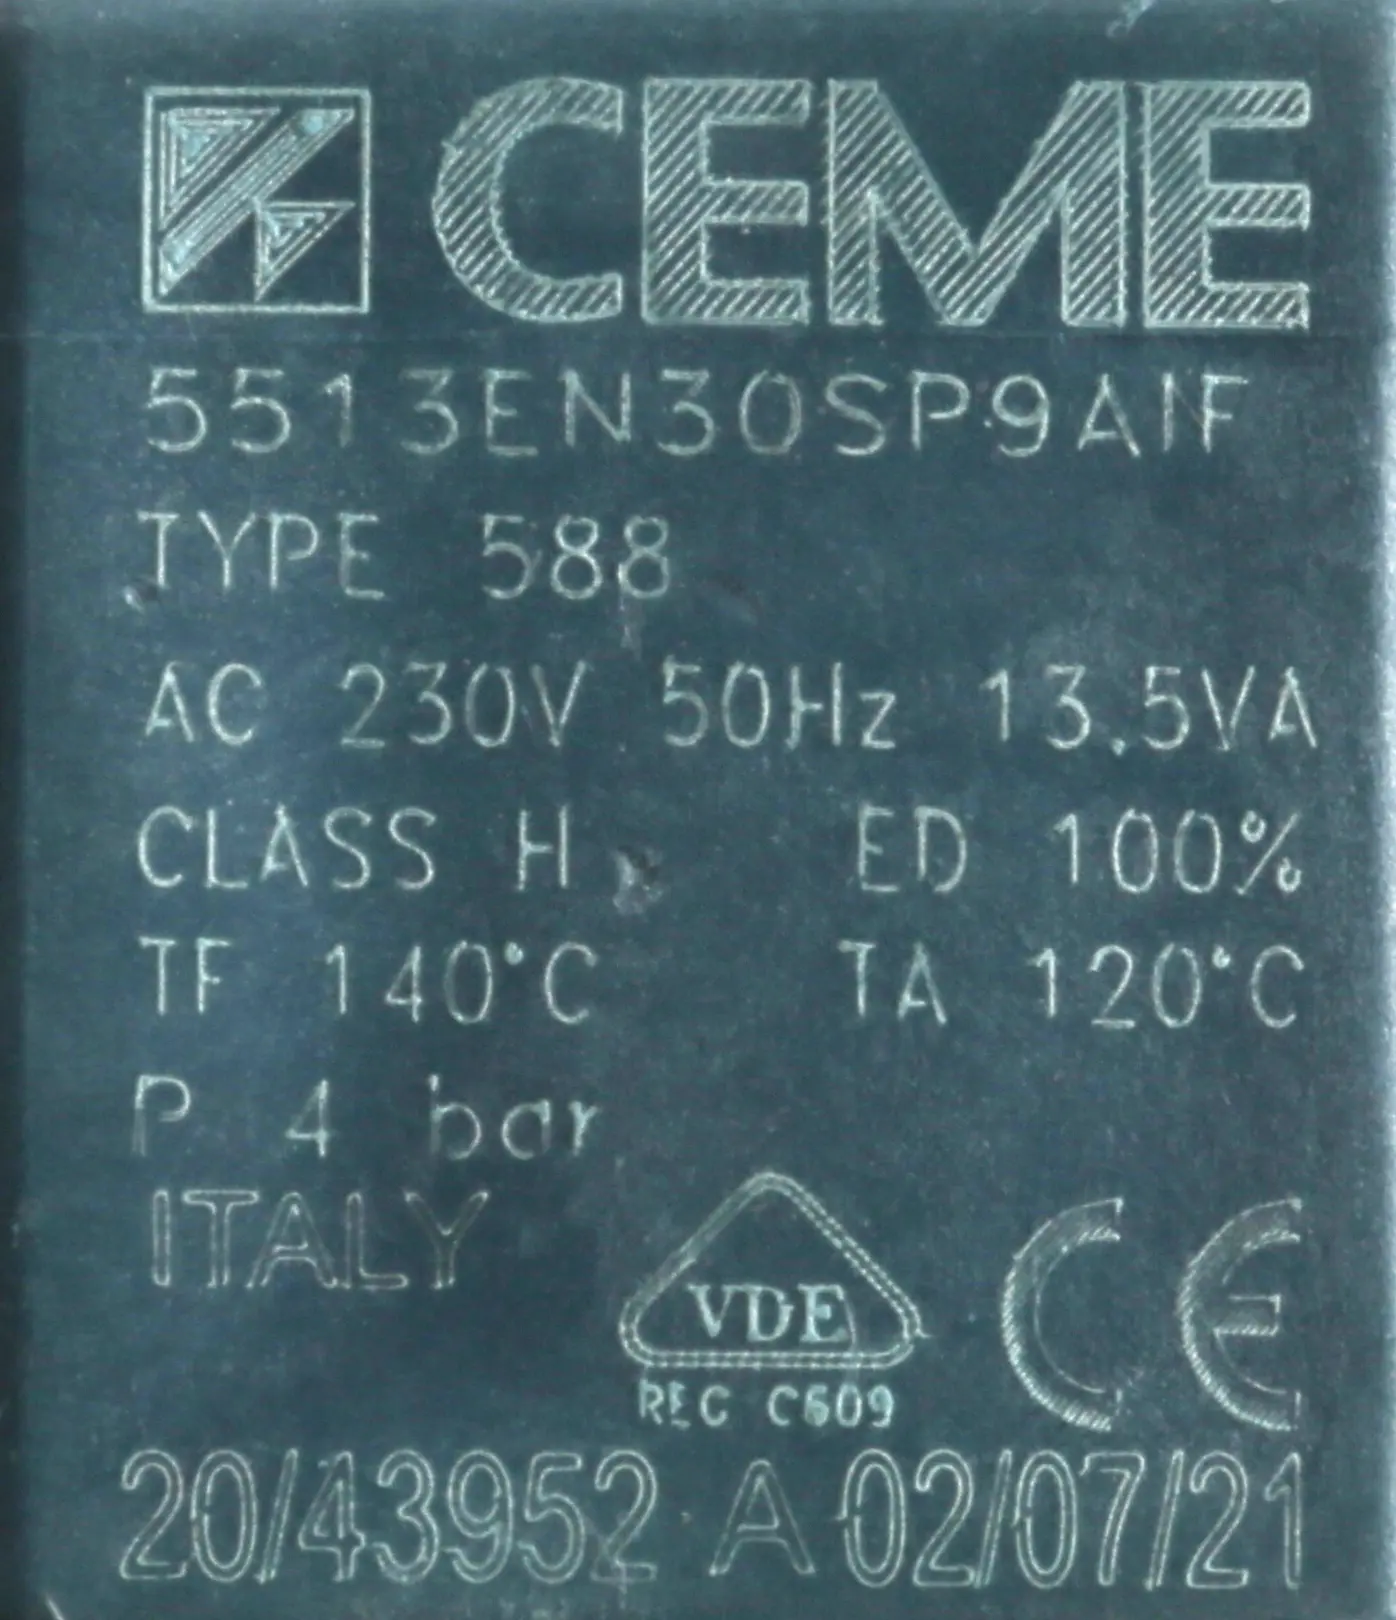 CEME
5513EN30SP9AIF
TYPE 588
AC 230V 50Hz 13.5VA
CLASS H ED 100%
TF 140°C TA 120°C
P 4 bar
ITALY
VDE
REG C609
CE
20/43952 A 02/07/21